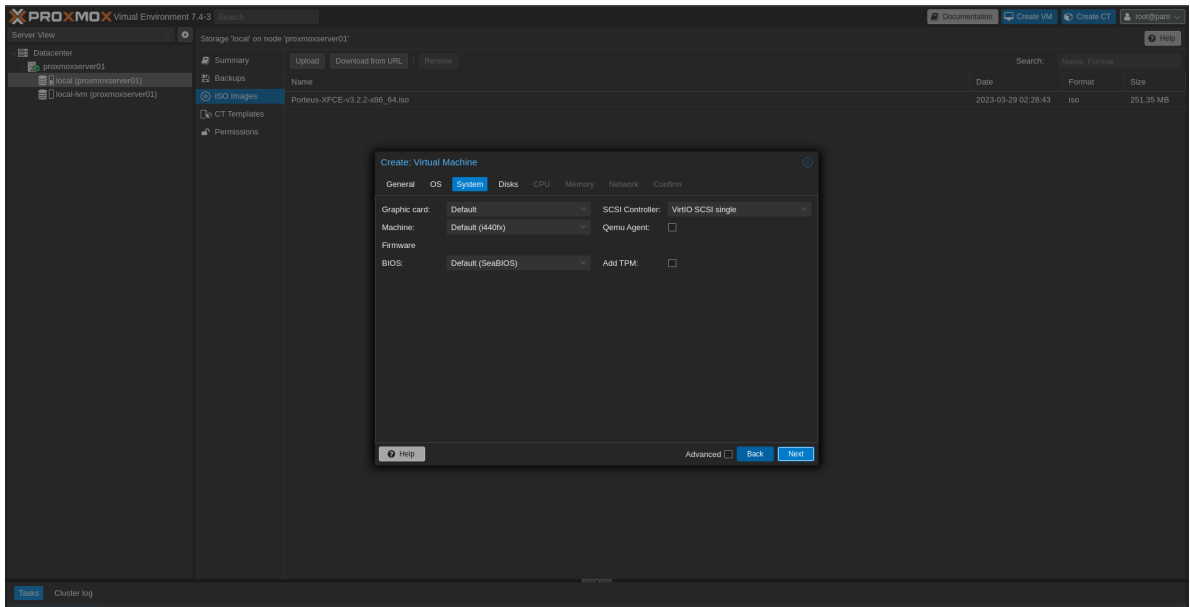 PROXMOX Virtual Environment 7.4-3 Search
Documentation Create VM Create CT root@pam
Server View
Datacenter
proxmoxserver01
local (proxmoxserver01)
local-lvm (proxmoxserver01)
Storage 'local' on node 'proxmoxserver01'
Help
Summary
Backups
ISO Images
CT Templates
Permissions
Upload Download from URL Remove
Search: Name, Format
Name Date Format Size
Porteus-XFCE-v3.2.2-x86_64.iso 2023-03-29 02:28:43 iso 251.35 MB
Create: Virtual Machine
General OS System Disks CPU Memory Network Confirm
Graphic card: Default SCSI Controller: VirtIO SCSI single
Machine: Default (i440fx) Qemu Agent:
Firmware
BIOS: Default (SeaBIOS) Add TPM:
Help Advanced Back Next
Tasks Cluster log